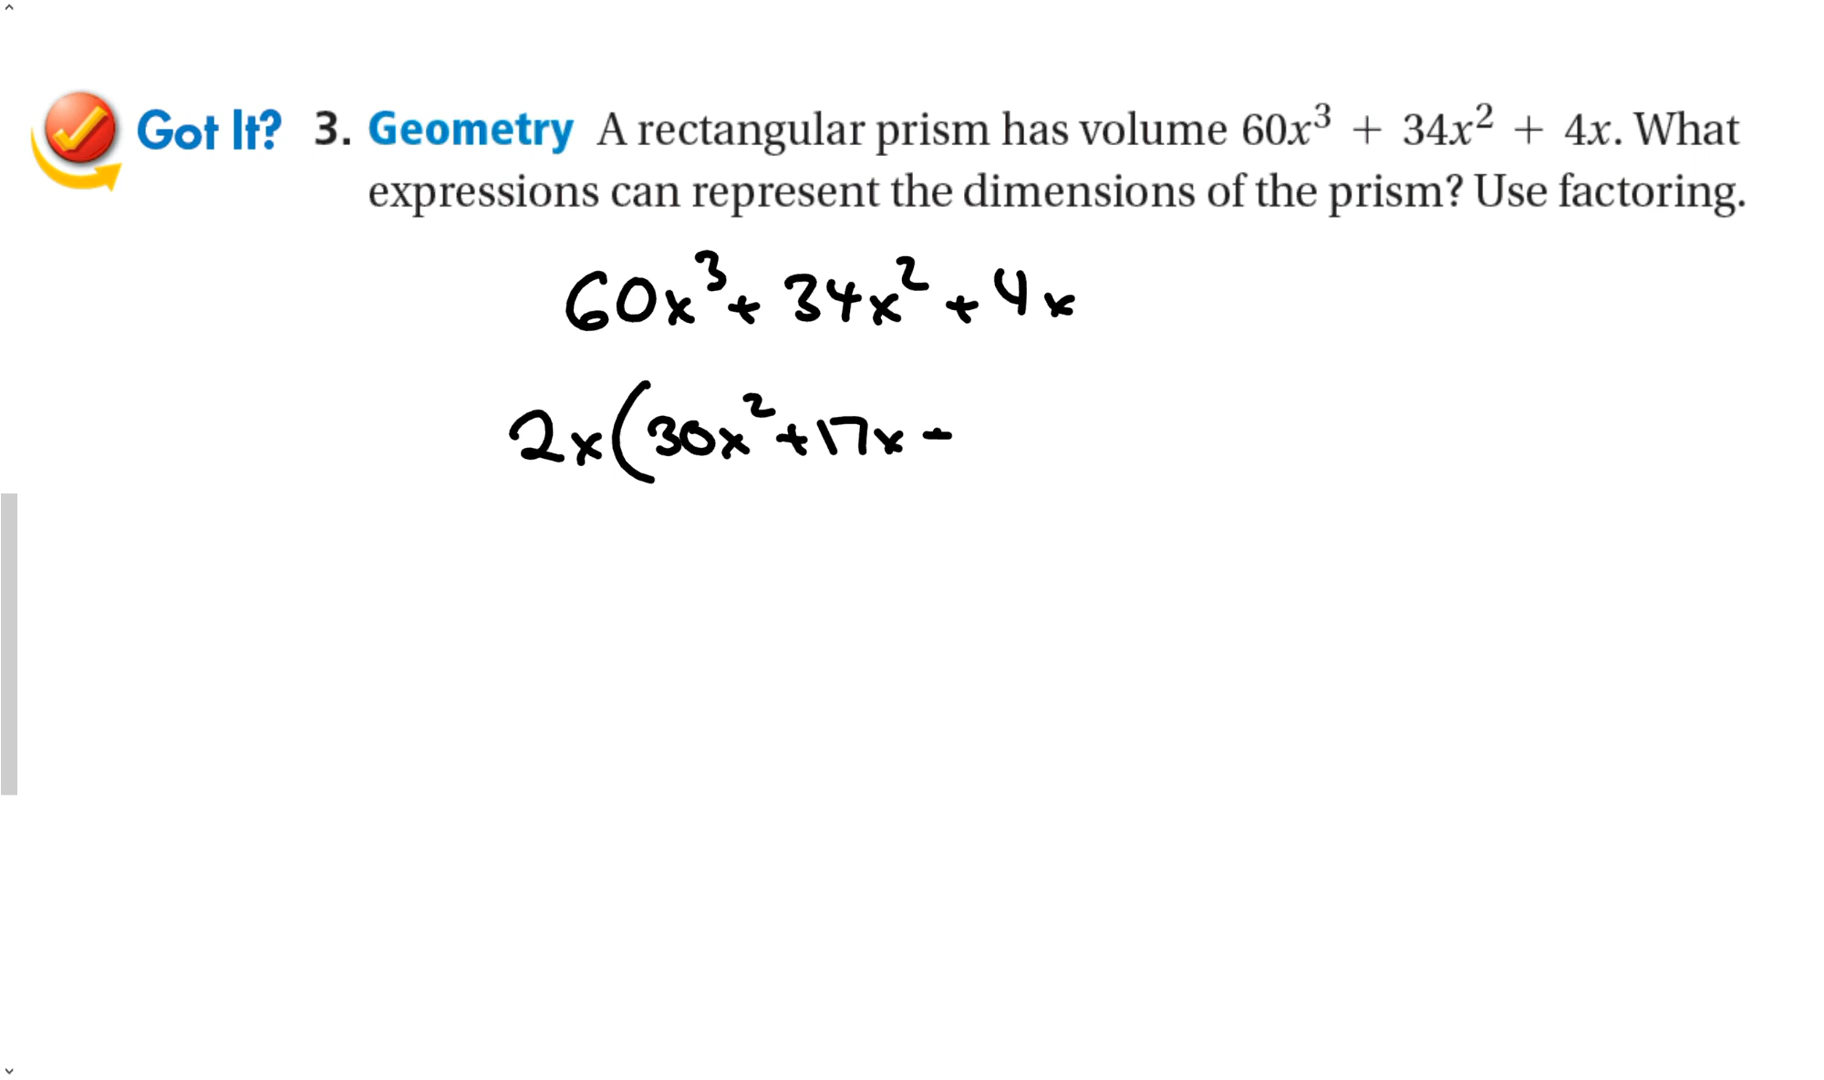 Got It? 3. Geometry A rectangular prism has volume 60x³ + 34x² + 4x. What
expressions can represent the dimensions of the prism? Use factoring.
60x³ + 34x² + 4x
2x(30x² + 17x -